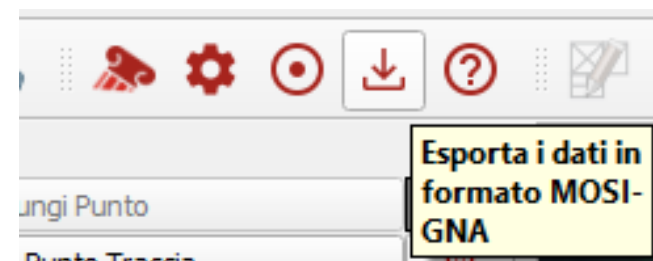 Esporta i dati in
formato MOSI-
GNA
ungi Punto
Punto Traccia